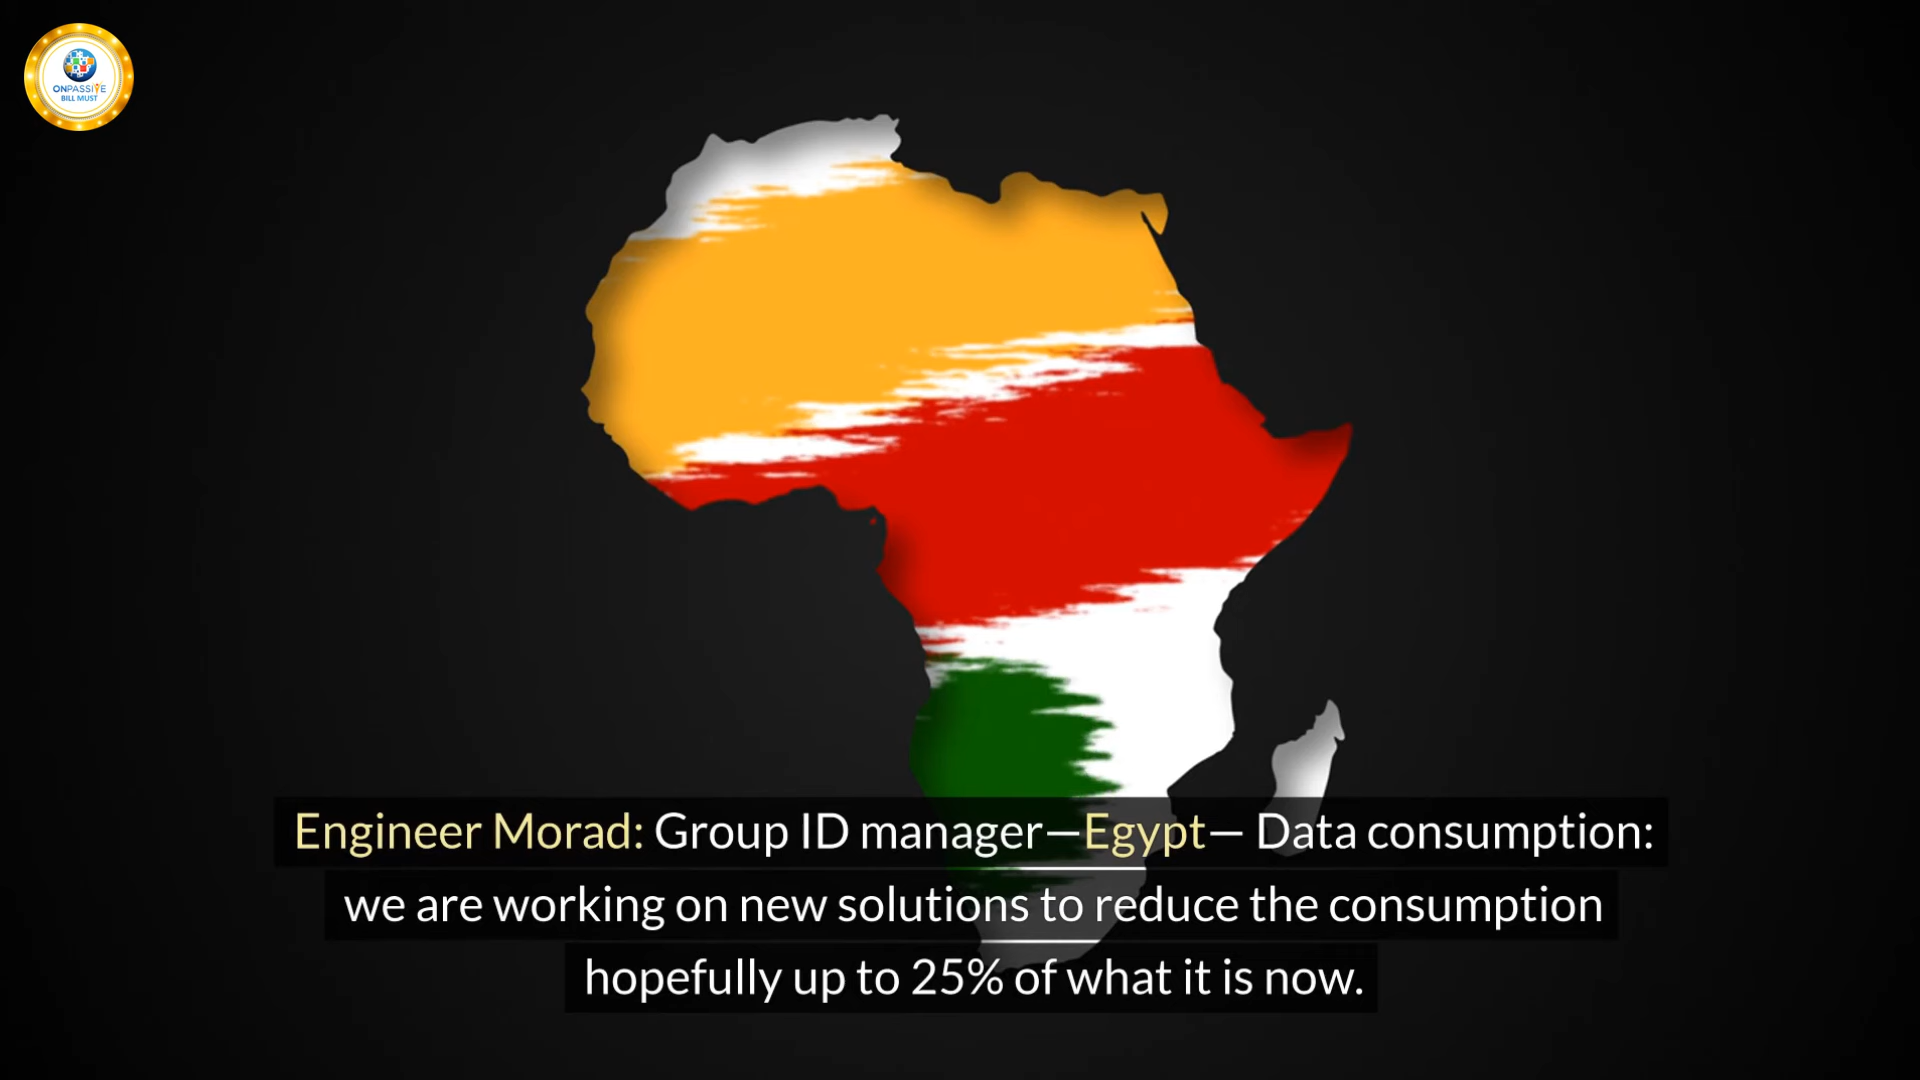 ONPASSIVE
BILL MUST
Engineer Morad: Group ID manager—Egypt— Data consumption:
we are working on new solutions to reduce the consumption
hopefully up to 25% of what it is now.